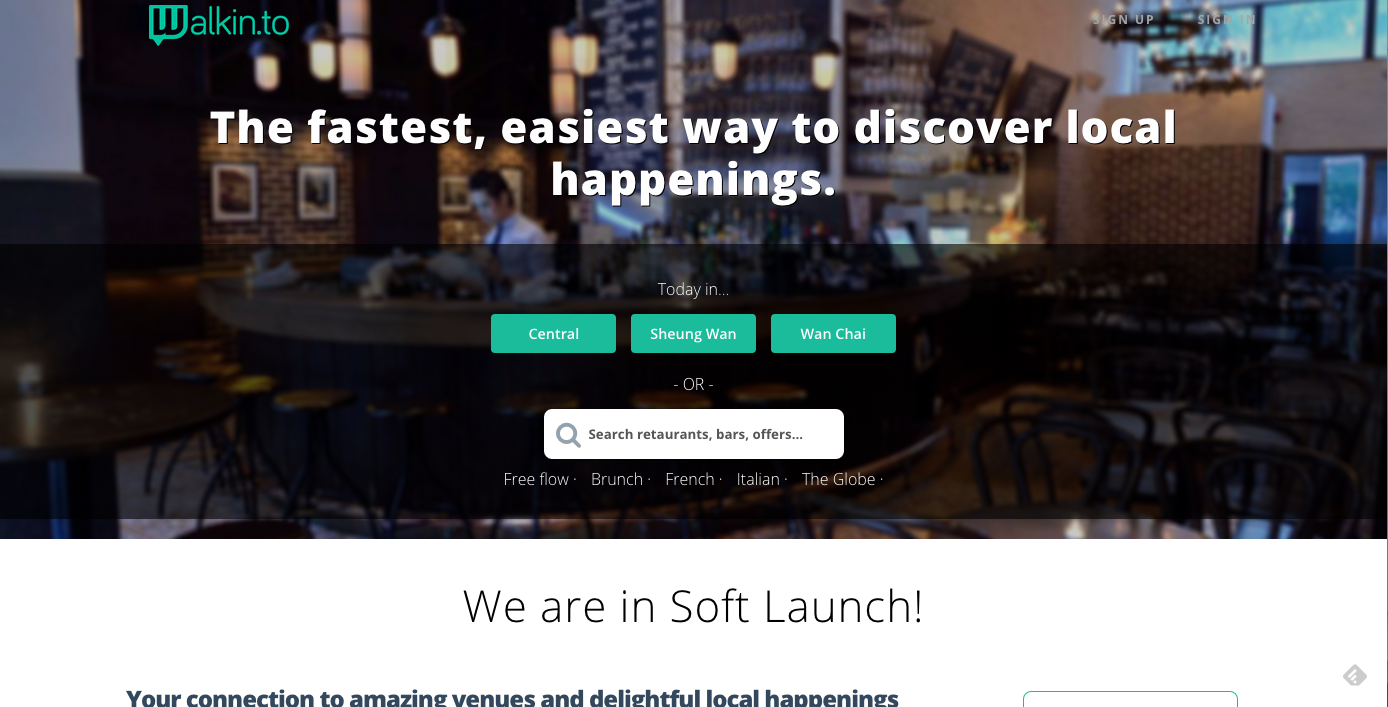 Walkin.to
SIGN UP SIGN IN
The fastest, easiest way to discover local
happenings.
Today in...
Central Sheung Wan Wan Chai
- OR -
Search retaurants, bars, offers...
Free flow · Brunch · French · Italian · The Globe ·
We are in Soft Launch!
Your connection to amazing venues and delightful local happenings